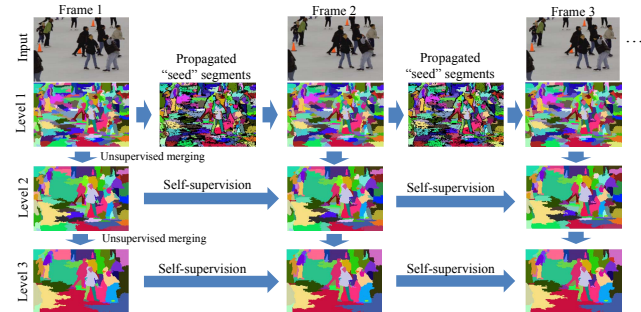 Frame 1
Frame 2
Frame 3
Input
Propagated
“seed” segments
Propagated
“seed” segments
...
Level 1
Unsupervised merging
Level 2
Self-supervision
Self-supervision
Unsupervised merging
Level 3
Self-supervision
Self-supervision